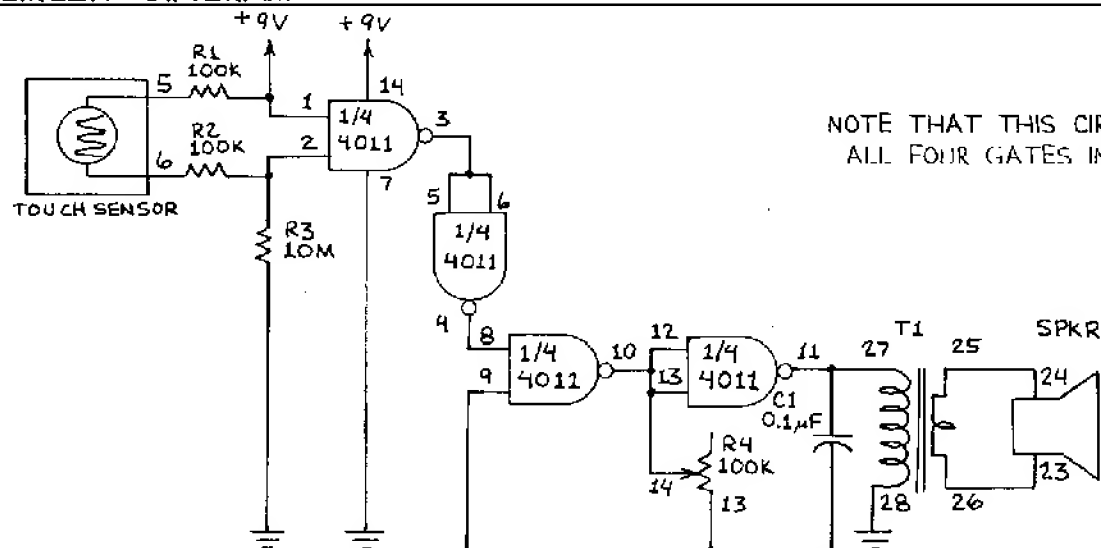 +9V
+9V
R1
100K
5
14
1
1/4
4011
3
R2
100K
2
6
7
TOUCH SENSOR
NOTE THAT THIS CIR
ALL FOUR GATES IN
R3
10M
5
6
1/4
4011
4
8
9
1/4
4011
10
12
13
1/4
4011
11
C1
0.1µF
27
T1
25
SPKR
24
23
28
26
R4
100K
14
13